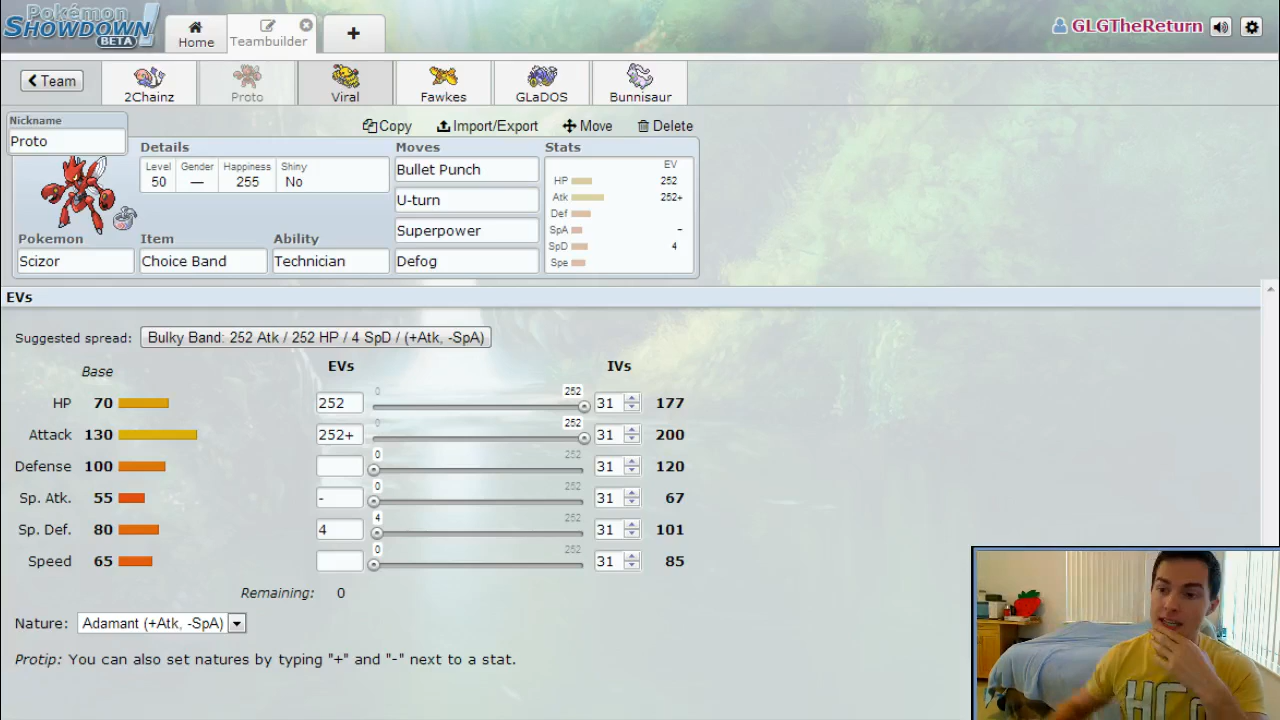 Pokémon
SHOWDOWN!
BETA
Home
Teambuilder
+
GLGTheReturn
Team
2Chainz
Proto
Viral
Fawkes
GLaDOS
Bunnisaur
Nickname
Proto
Copy
Import/Export
Move
Delete
Details
Level
50
Gender
—
Happiness
255
Shiny
No
Moves
Bullet Punch
U-turn
Superpower
Defog
Stats
EV
HP 252
Atk 252+
Def
SpA -
SpD 4
Spe
Pokemon
Scizor
Item
Choice Band
Ability
Technician
EVs
Suggested spread: Bulky Band: 252 Atk / 252 HP / 4 SpD / (+Atk, -SpA)
Base EVs IVs
HP 70 252 0 252 31 177
Attack 130 252+ 0 252 31 200
Defense 100 0 252 31 120
Sp. Atk. 55 - 0 252 31 67
Sp. Def. 80 4 4 252 31 101
Speed 65 0 252 31 85
Remaining: 0
Nature: Adamant (+Atk, -SpA)
Protip: You can also set natures by typing "+" and "-" next to a stat.